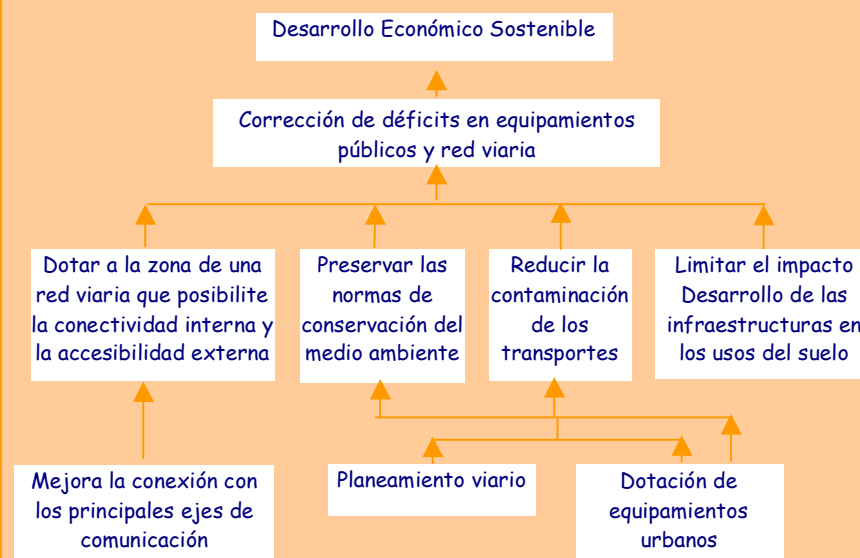 Desarrollo Económico Sostenible
Corrección de déficits en equipamientos
públicos y red viaria
Dotar a la zona de una
red viaria que posibilite
la conectividad interna y
la accesibilidad externa
Preservar las
normas de
conservación del
medio ambiente
Reducir la
contaminación
de los
transportes
Limitar el impacto
Desarrollo de las
infraestructuras en
los usos del suelo
Mejora la conexión con
los principales ejes de
comunicación
Planeamiento viario
Dotación de
equipamientos
urbanos